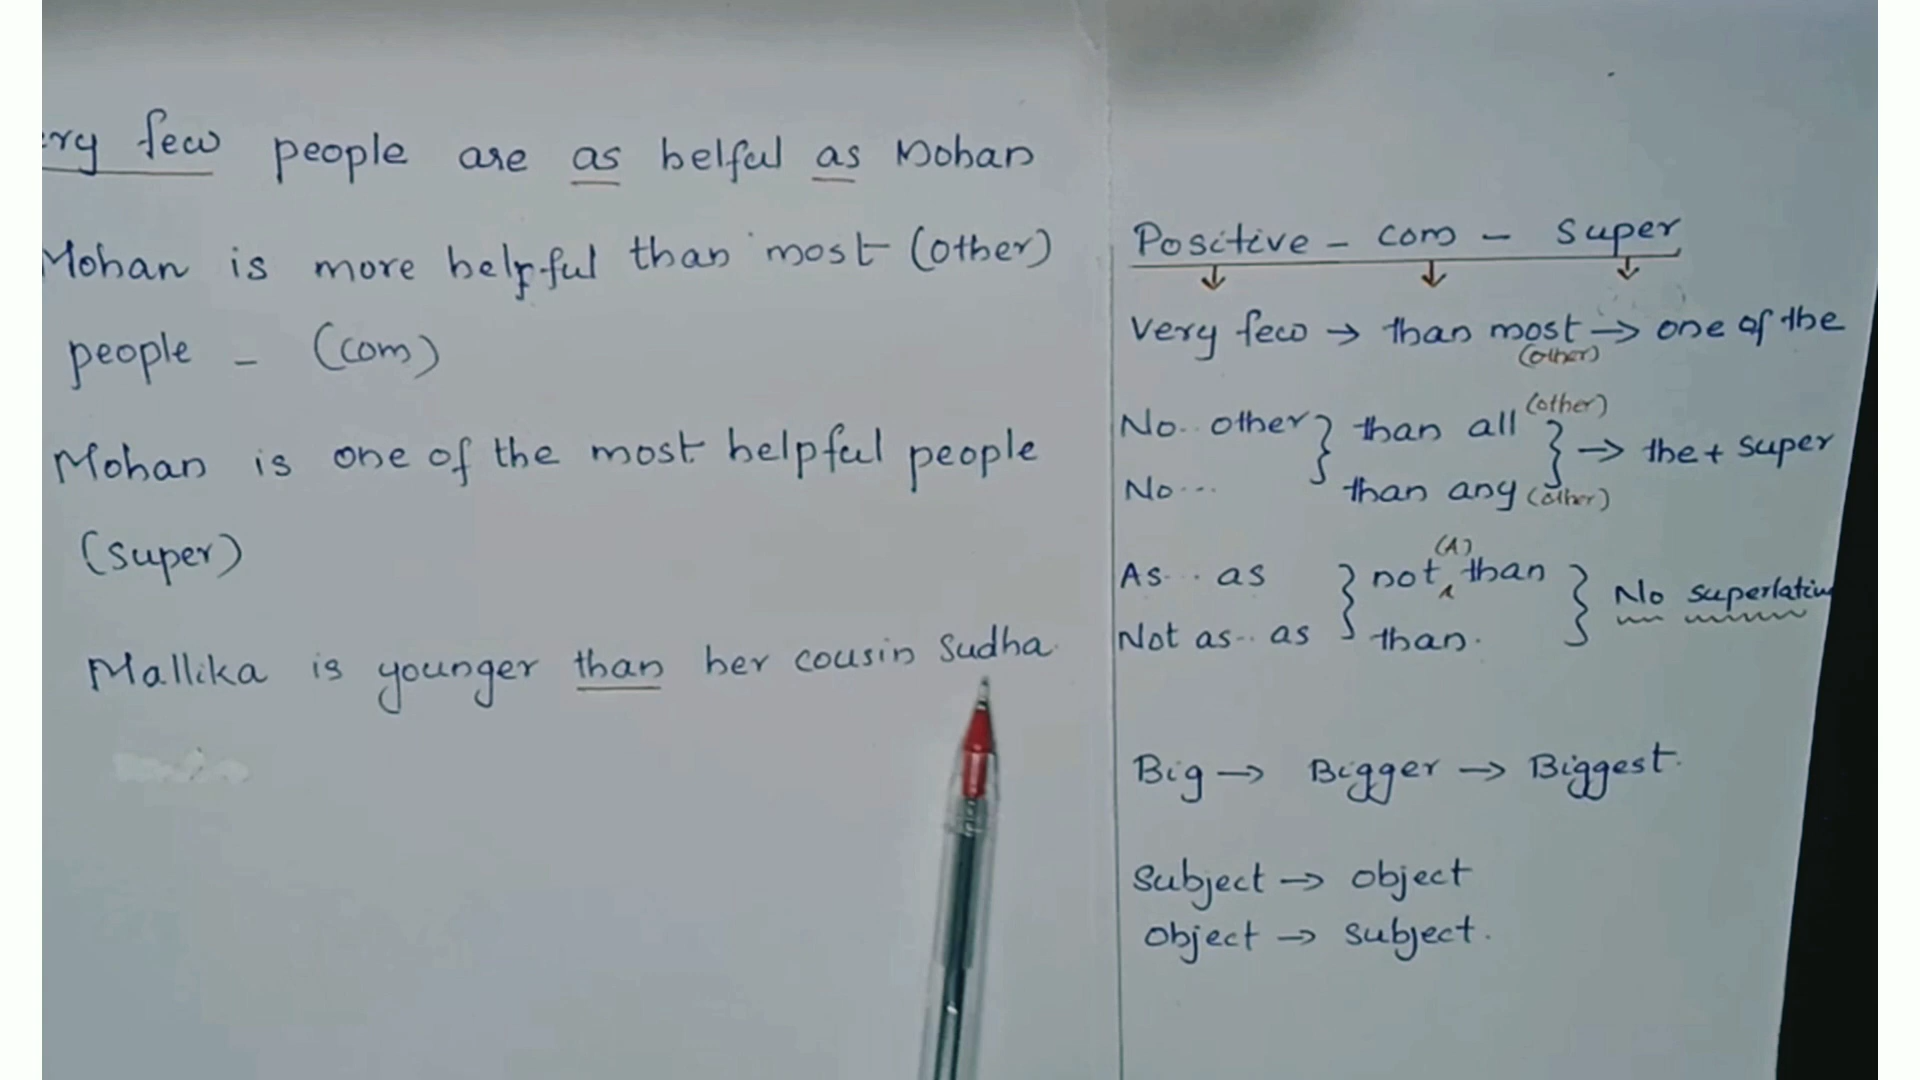 ery few people are as helful as Mohan
Mohan is more helpful than most (other)
people - (com)
Mohan is one of the most helpful people
(super)
Mallika is younger than her cousin Sudha.
Positive - com - super
Very few → than most → one of the
(other)
No.. other } than all (other) } → the + super
No... than any (other)
As... as } not (A) than } No superlativ
Not as.. as than.
Big → Bigger → Biggest.
Subject → object
object → subject.